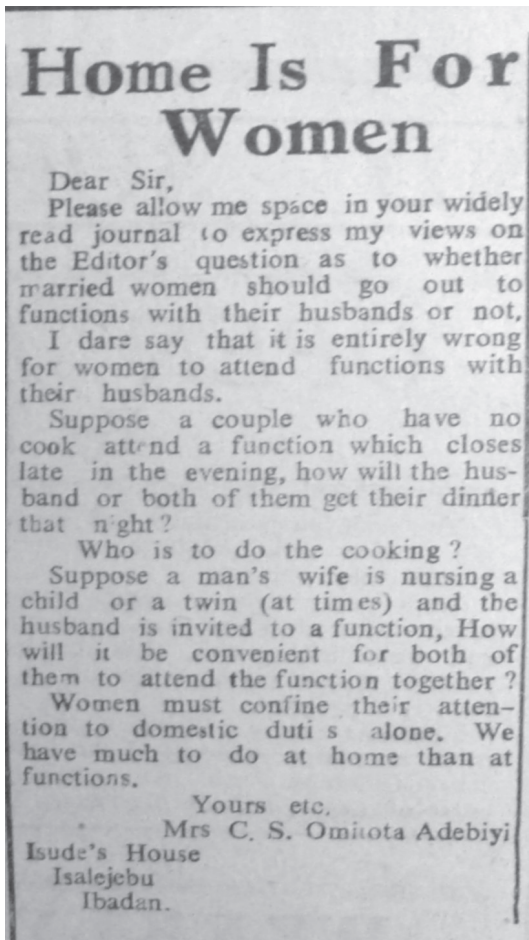 Home Is For
Women
Dear Sir,
Please allow me space in your widely
read journal to express my views on
the Editor's question as to whether
married women should go out to
functions with their husbands or not,
I dare say that it is entirely wrong
for women to attend functions with
their husbands.
Suppose a couple who have no
cook attend a function which closes
late in the evening, how will the hus-
band or both of them get their dinner
that night ?
Who is to do the cooking ?
Suppose a man's wife is nursing a
child or a twin (at times) and the
husband is invited to a function, How
will it be convenient for both of
them to attend the function together ?
Women must confine their atten-
tion to domestic duti s alone. We
have much to do at home than at
functions.
Yours etc.
Mrs C. S. Adebiyi
Isude's House
Isalejebu
Ibadan.